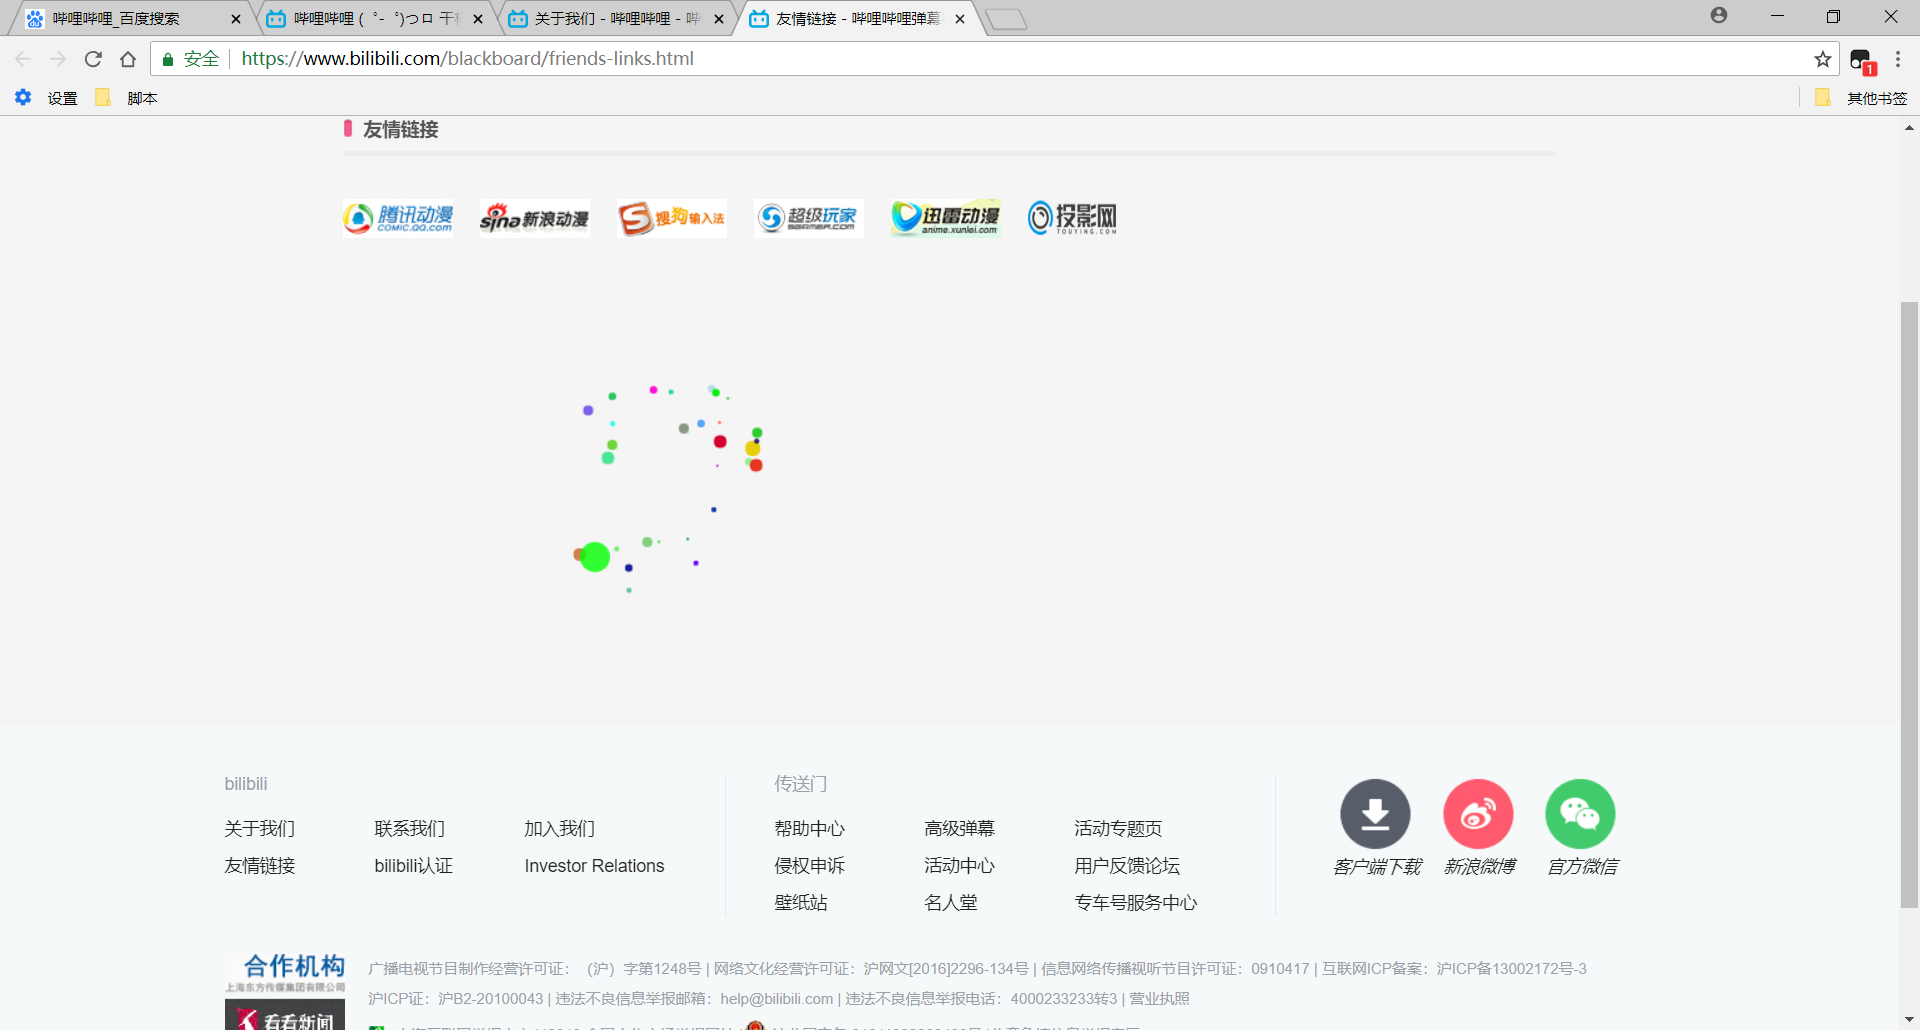 哔哩哔哩_百度搜索
哔哩哔哩 ( ゜- ゜)つロ 干杯
关于我们 - 哔哩哔哩 - 哔
友情链接 - 哔哩哔哩弹幕
安全 https://www.bilibili.com/blackboard/friends-links.html
1
设置 脚本 其他书签
友情链接
腾讯动漫 COMIC.QQ.COM
sina新浪动漫
搜狗输入法
超级玩家 SGAMER.COM
迅雷动漫 anime.xunlei.com
投影网 TOUYING.COM
bilibili
关于我们 联系我们 加入我们
友情链接 bilibili认证 Investor Relations
传送门
帮助中心 高级弹幕 活动专题页
侵权申诉 活动中心 用户反馈论坛
壁纸站 名人堂 专车号服务中心
客户端下载 新浪微博 官方微信
合作机构
上海东方传媒集团有限公司
看看新闻
广播电视节目制作经营许可证：（沪）字第1248号 | 网络文化经营许可证：沪网文[2016]2296-134号 | 信息网络传播视听节目许可证：0910417 | 互联网ICP备案：沪ICP备13002172号-3
沪ICP证：沪B2-20100043 | 违法不良信息举报邮箱：help@bilibili.com | 违法不良信息举报电话：4000233233转3 | 营业执照